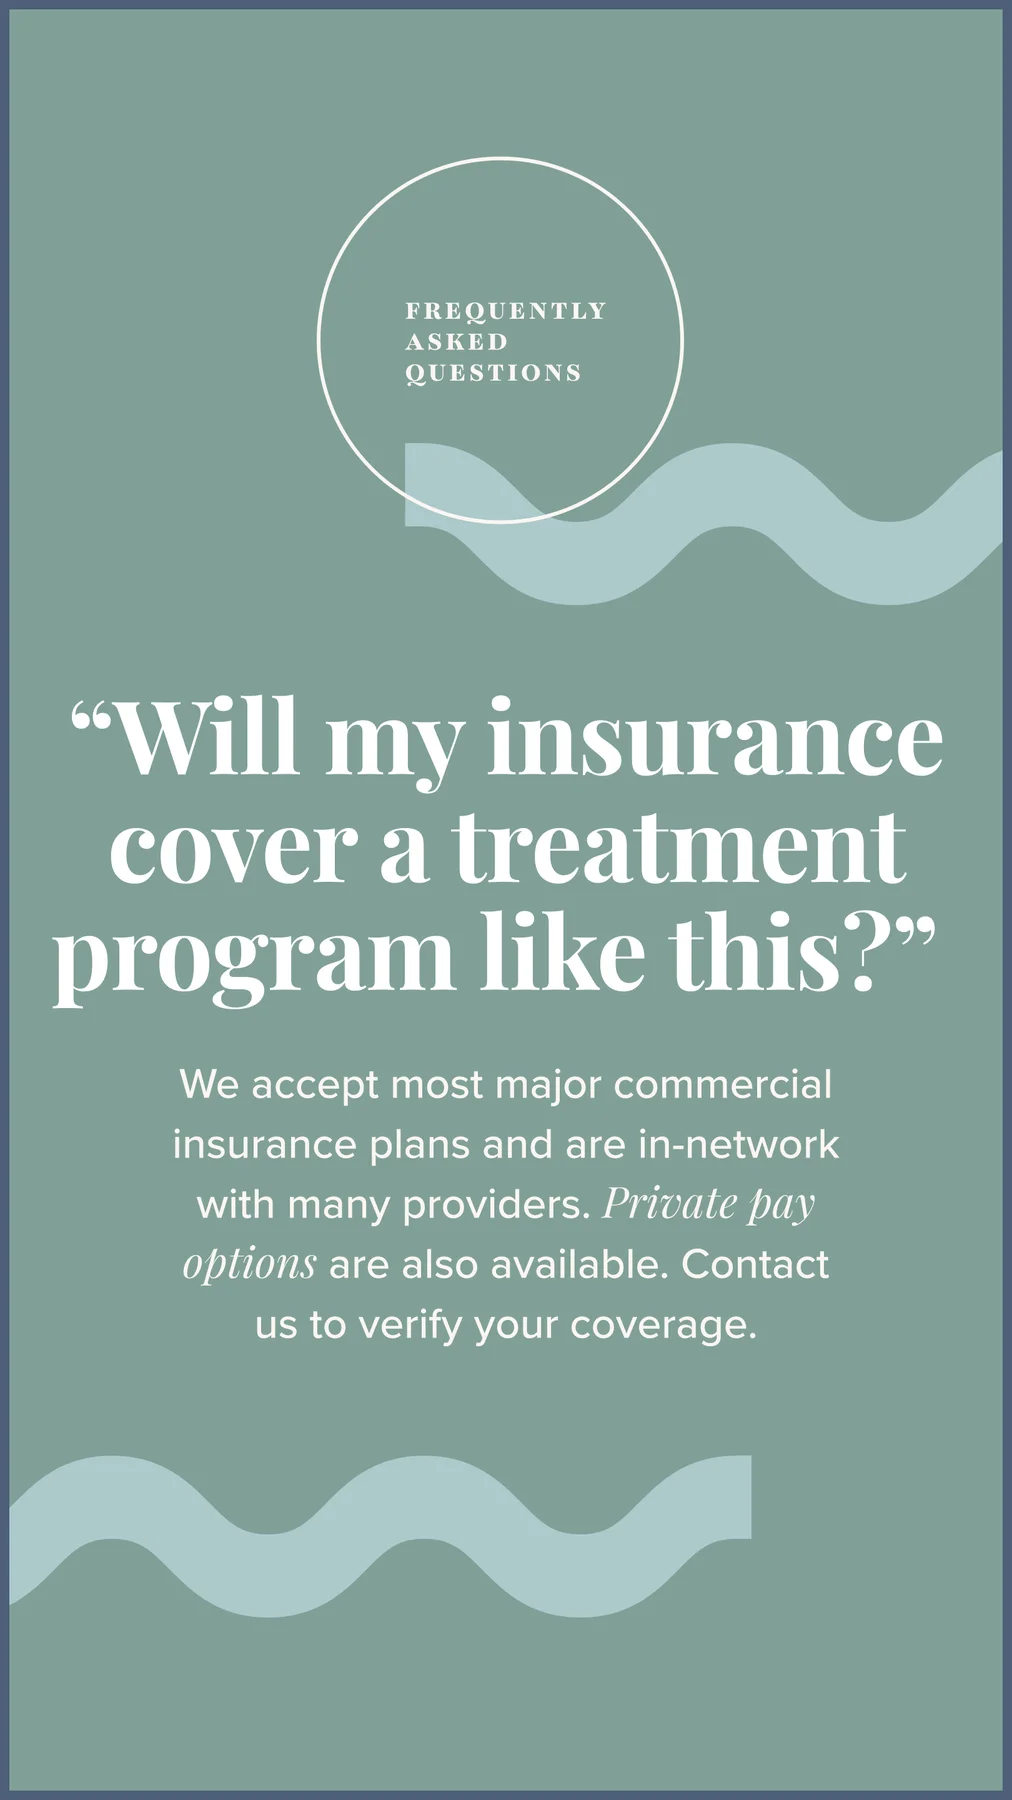 FREQUENTLY
ASKED
QUESTIONS
“Will my insurance
cover a treatment
program like this?”
We accept most major commercial
insurance plans and are in-network
with many providers. Private pay
options are also available. Contact
us to verify your coverage.